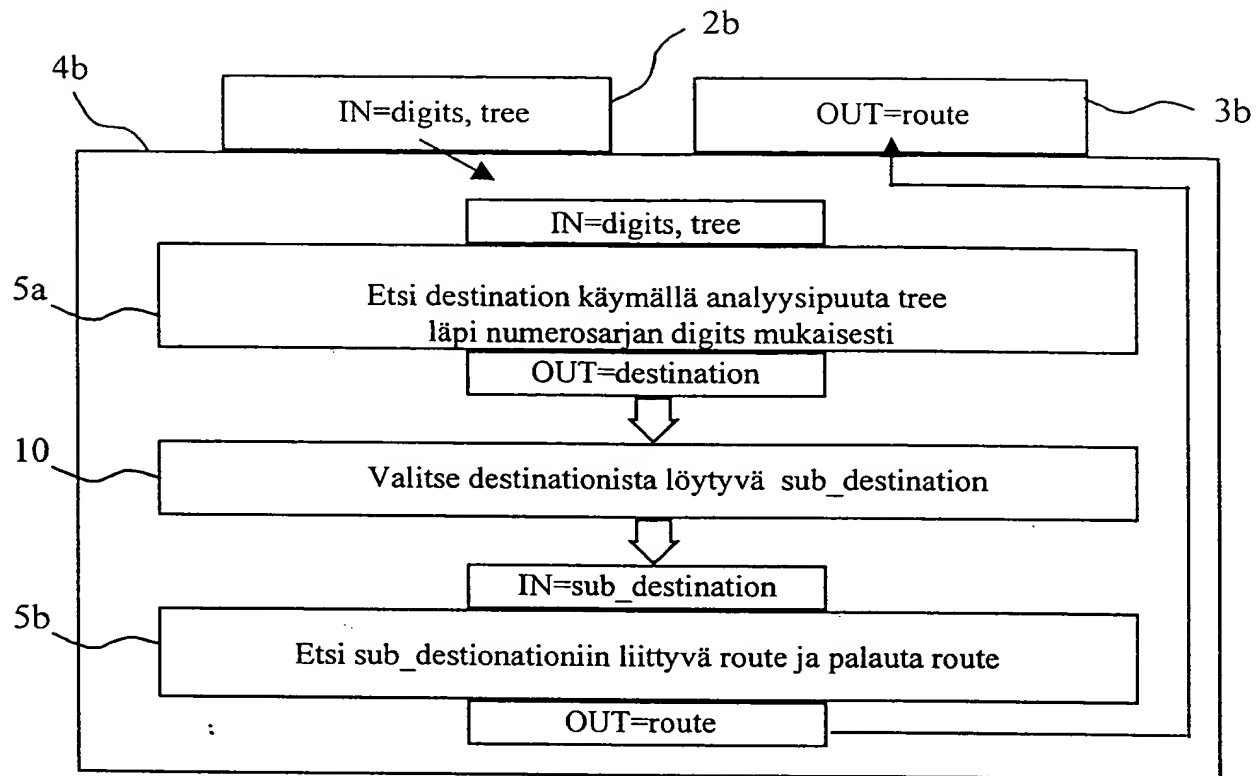 2b
4b
IN=digits, tree
OUT=route
3b
IN=digits, tree
5a
Etsi destination käymällä analyysipuuta tree
läpi numerosarjan digits mukaisesti
OUT=destination
10
Valitse destinationista löytyvä sub_destination
IN=sub_destination
5b
Etsi sub_destionationiin liittyvä route ja palauta route
OUT=route